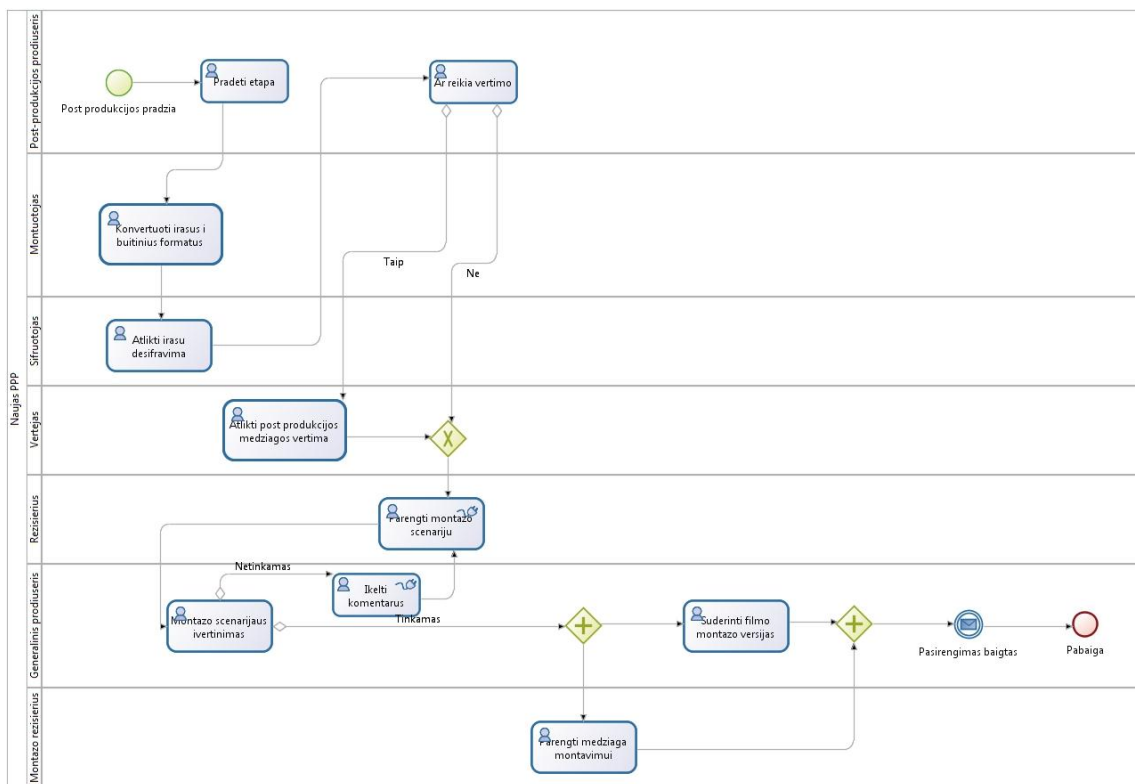 Naujas PPP
Post-produkcijos prodiuseris
Post produkcijos pradzia
Pradeti etapa
Ar reikia vertimo
Montuotojas
Konvertuoti irasus i
buitinius formatus
Taip
Ne
Sifruotojas
Atlikti irasu
desifravima
Vertejas
Atlikti post produkcijos
medziagos vertima
Rezisierius
Parengti montazo
scenariju
Generalinis prodiuseris
Netinkamas
Ikelti
komentarus
Montazo scenarijaus
ivertinimas
Tinkamas
Suderinti filmo
montazo versijas
Pasirengimas baigtas
Pabaiga
Montazo rezisierius
Parengti medziaga
montavimui